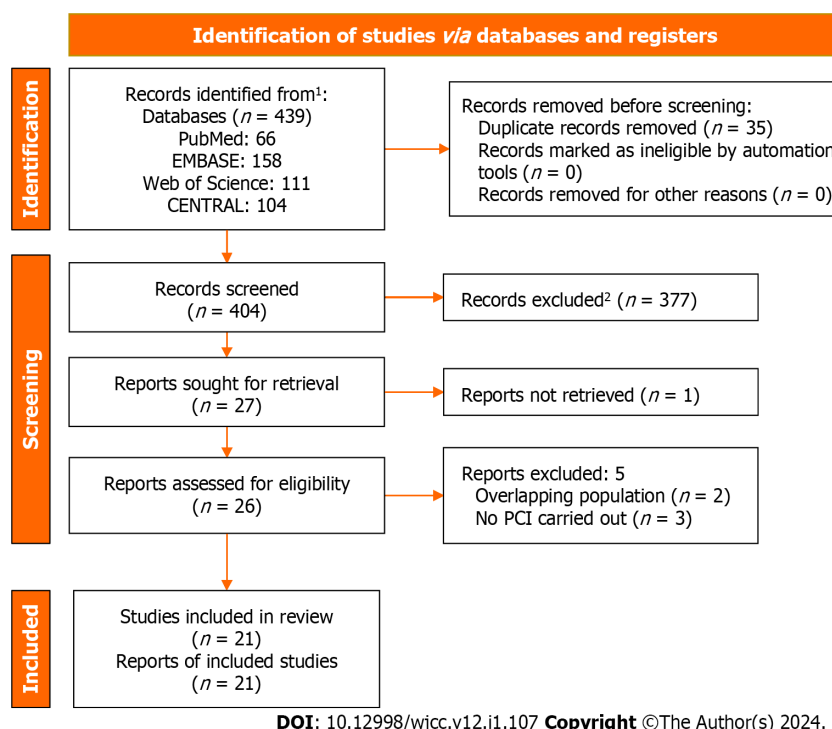 Identification of studies via databases and registers
Identification
Records identified from¹:
Databases (n = 439)
PubMed: 66
EMBASE: 158
Web of Science: 111
CENTRAL: 104
Records removed before screening:
Duplicate records removed (n = 35)
Records marked as ineligible by automation
tools (n = 0)
Records removed for other reasons (n = 0)
Screening
Records screened
(n = 404)
Records excluded² (n = 377)
Reports sought for retrieval
(n = 27)
Reports not retrieved (n = 1)
Reports assessed for eligibility
(n = 26)
Reports excluded: 5
Overlapping population (n = 2)
No PCI carried out (n = 3)
Included
Studies included in review
(n = 21)
Reports of included studies
(n = 21)
DOI: 10.12998/wjcc.v12.i1.107 Copyright ©The Author(s) 2024.